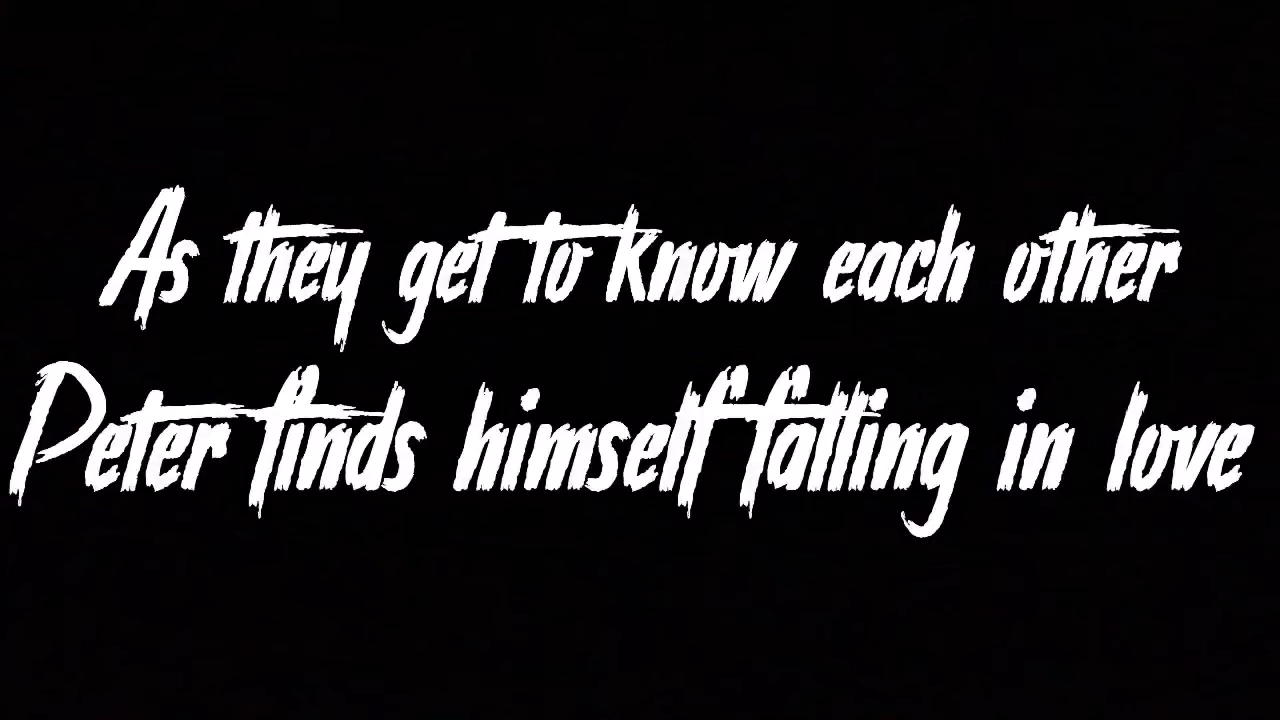 As they get to know each other
Peter finds himself falling in love